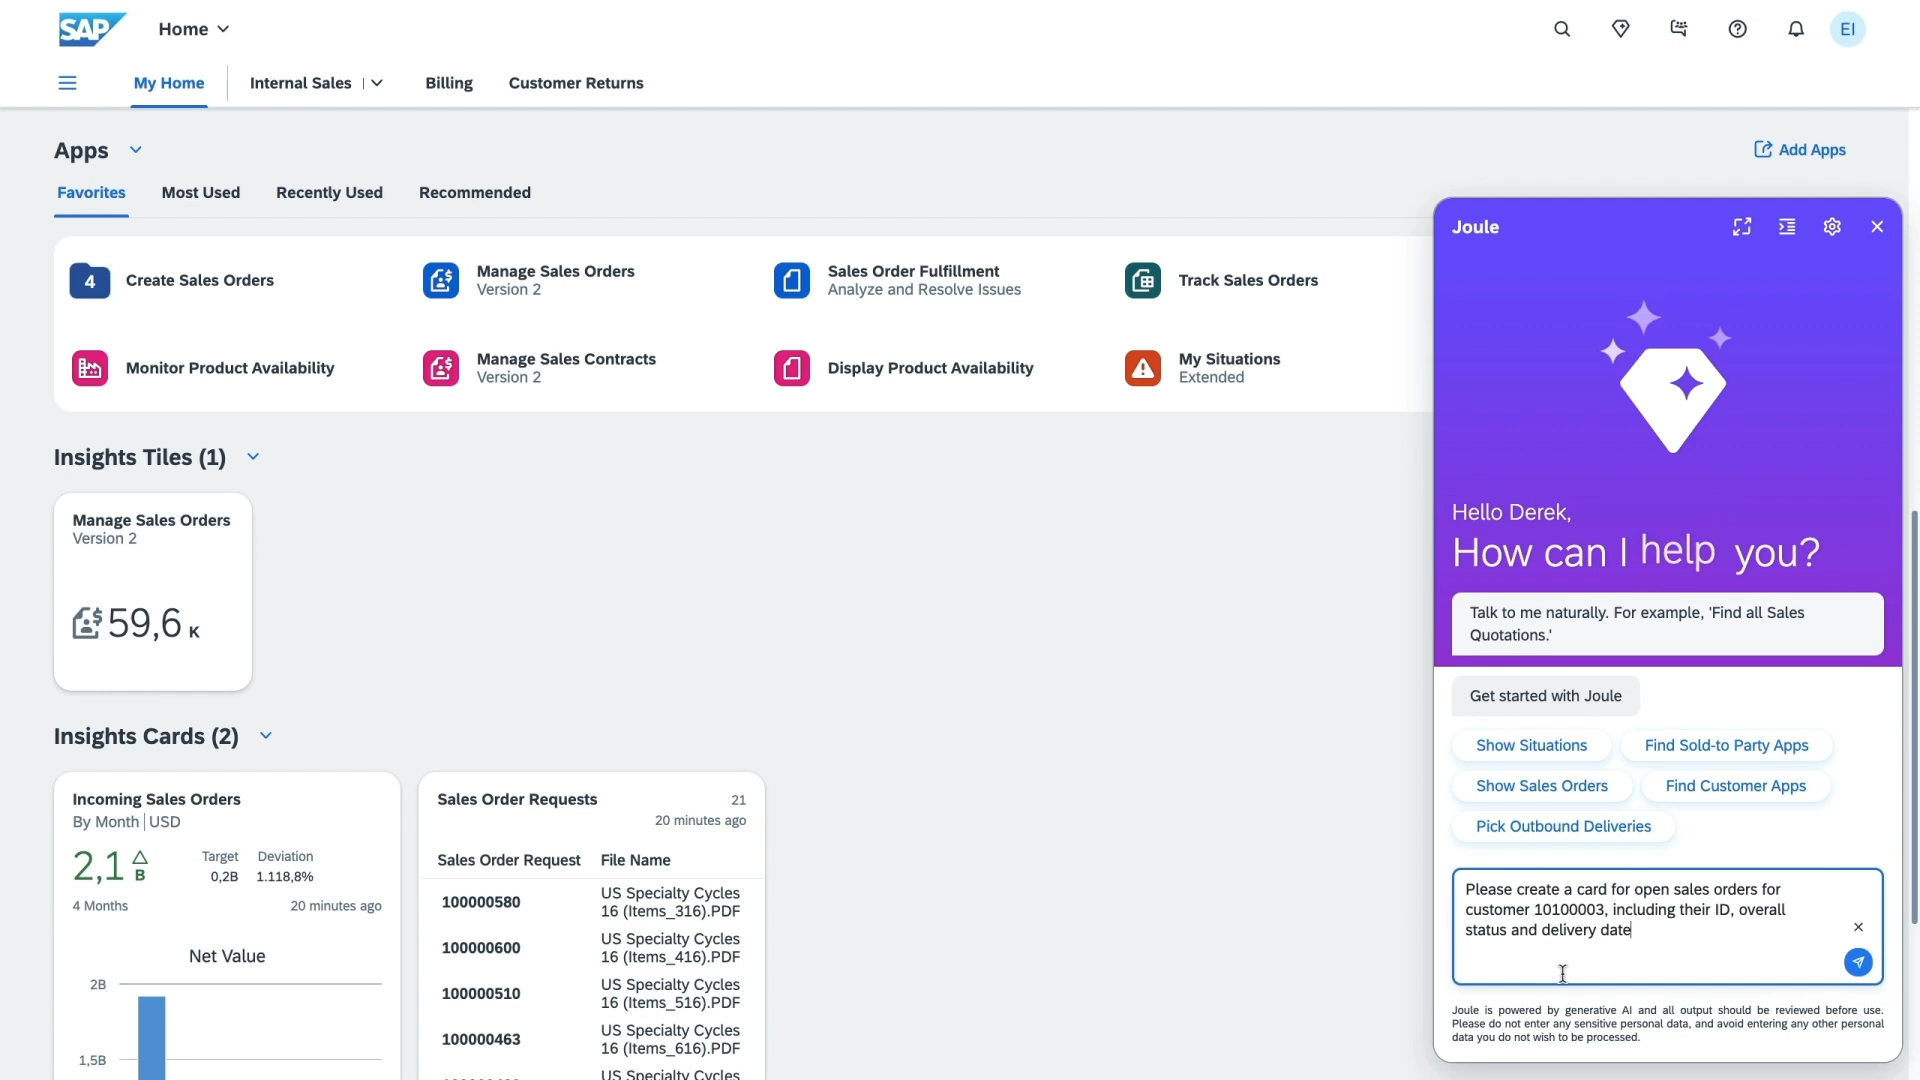 SAP
Home
EI
My Home
Internal Sales
Billing
Customer Returns
Apps
Add Apps
Favorites
Most Used
Recently Used
Recommended
4
Create Sales Orders
Manage Sales Orders
Version 2
Sales Order Fulfillment
Analyze and Resolve Issues
Track Sales Orders
Monitor Product Availability
Manage Sales Contracts
Version 2
Display Product Availability
My Situations
Extended
Insights Tiles (1)
Manage Sales Orders
Version 2
59,6 K
Insights Cards (2)
Incoming Sales Orders
By Month | USD
2,1 B
Target
0,2B
Deviation
1.118,8%
4 Months
20 minutes ago
Net Value
2B
1,5B
Sales Order Requests
21
20 minutes ago
Sales Order Request
File Name
100000580
US Specialty Cycles
16 (Items_316).PDF
100000600
US Specialty Cycles
16 (Items_416).PDF
100000510
US Specialty Cycles
16 (Items_516).PDF
100000463
US Specialty Cycles
16 (Items_616).PDF
US Specialty Cycles
Joule
Hello Derek,
How can I help you?
Talk to me naturally. For example, 'Find all Sales
Quotations.'
Get started with Joule
Show Situations
Find Sold-to Party Apps
Show Sales Orders
Find Customer Apps
Pick Outbound Deliveries
Please create a card for open sales orders for
customer 10100003, including their ID, overall
status and delivery date
Joule is powered by generative AI and all output should be reviewed before use.
Please do not enter any sensitive personal data, and avoid entering any other personal
data you do not wish to be processed.